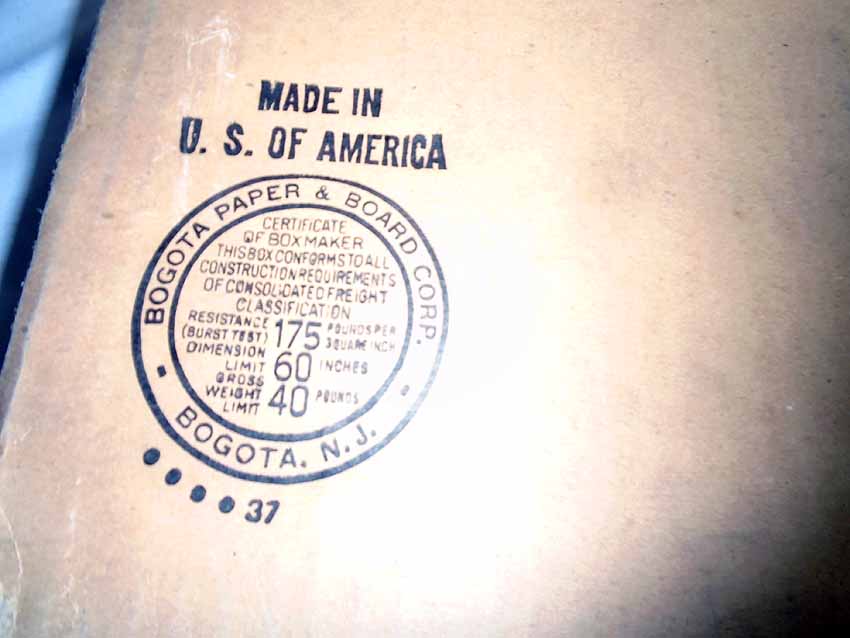 MADE IN
U. S. OF AMERICA
BOGOTA PAPER & BOARD CORP.
CERTIFICATE
OF BOX MAKER
THIS BOX CONFORMS TO ALL
CONSTRUCTION REQUIREMENTS
OF CONSOLIDATED FREIGHT
CLASSIFICATION
RESISTANCE
(BURST TEST) 175 POUNDS PER
SQUARE INCH
DIMENSION
LIMIT 60 INCHES
GROSS
WEIGHT
LIMIT 40 POUNDS
BOGOTA, N. J.
37